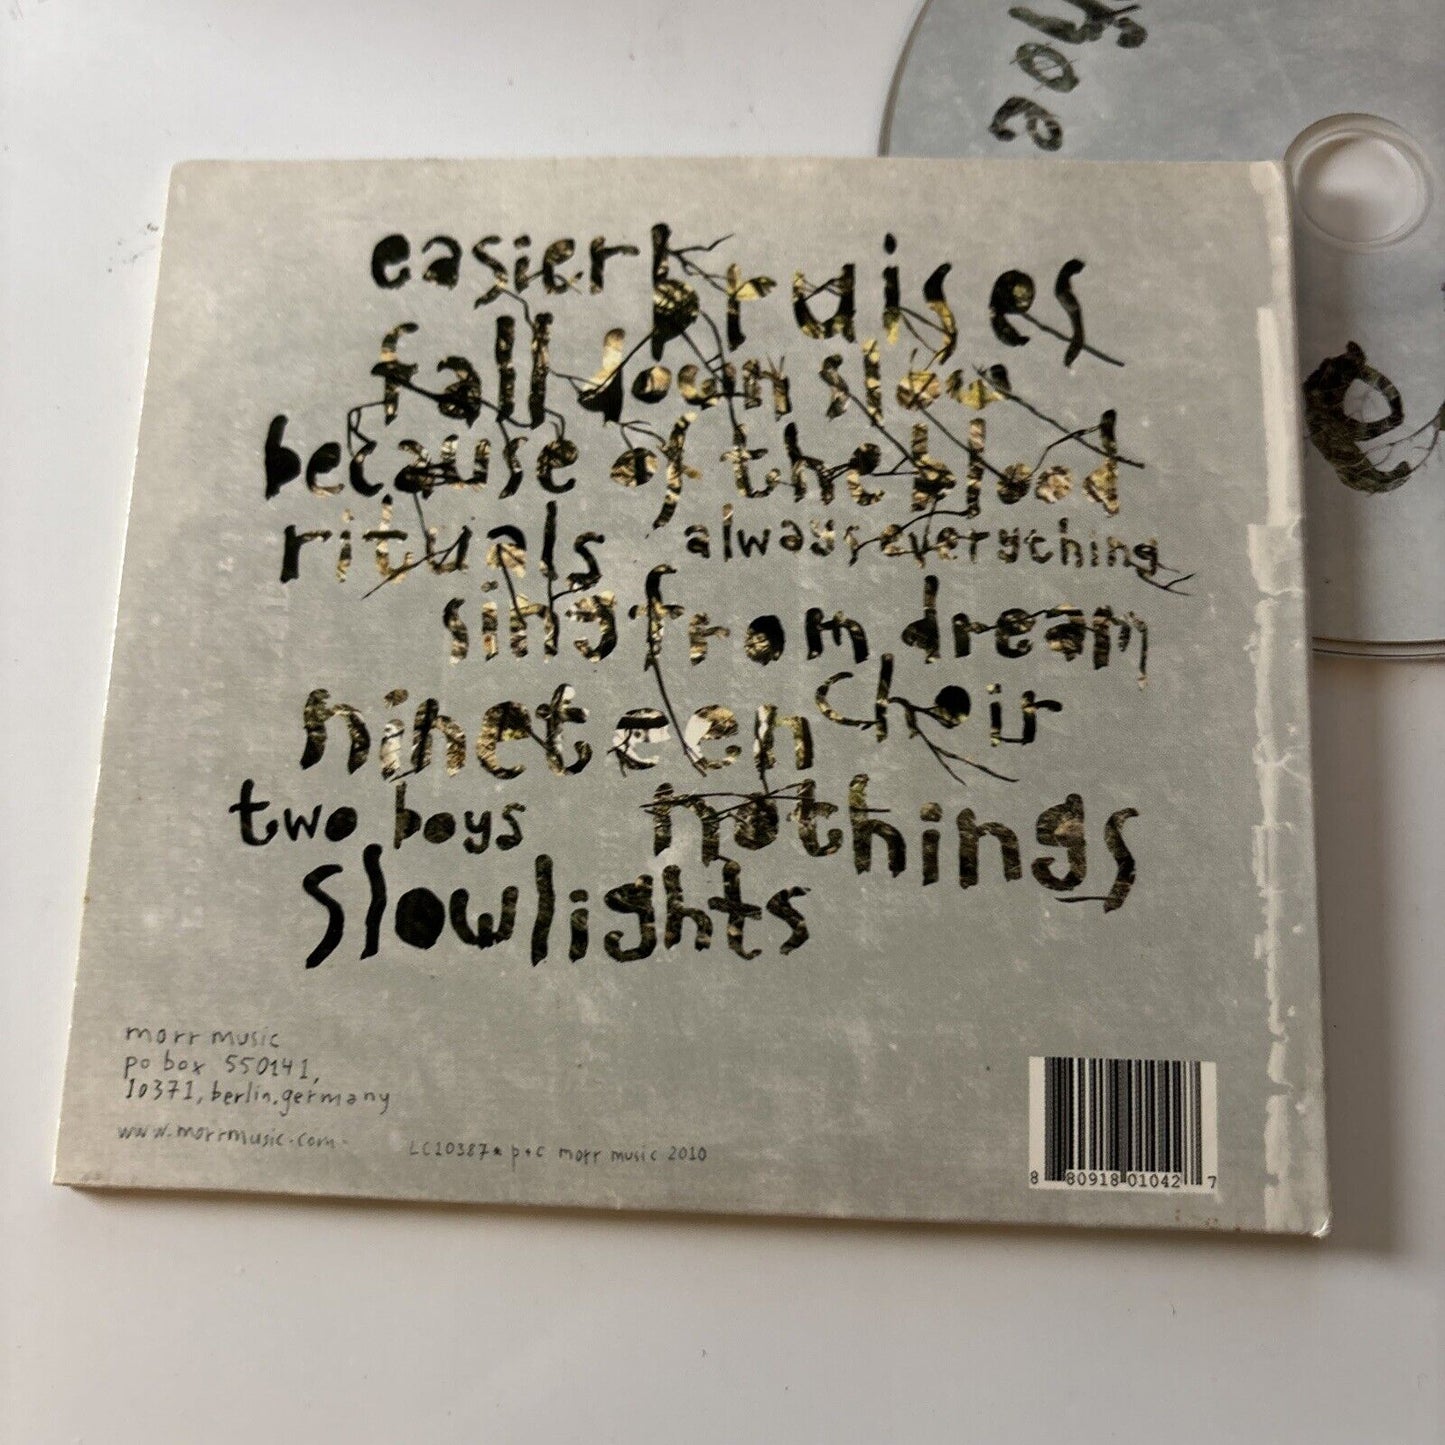 easier bruises
fall down slow
because of the blood
rituals always everything
sing from dream
nineteen choir
two boys nothings
slowlights
morr music
po box 550141,
10371, berlin, germany
www.morrmusic.com
LC10387* p+c morr music 2010
8 80918 01042 7
e